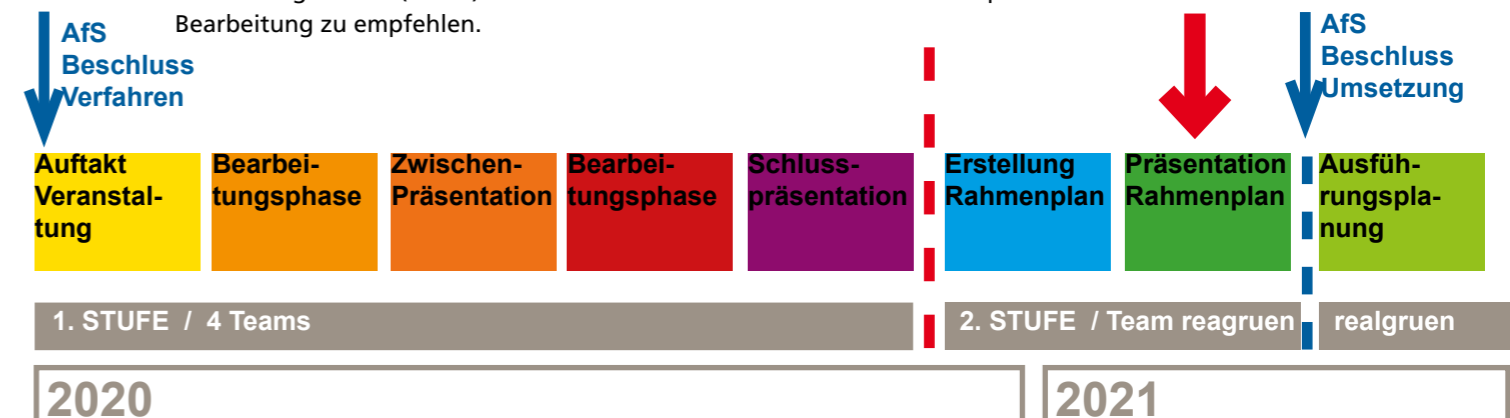 Bearbeitung zu empfehlen.
AfS
Beschluss
Verfahren
AfS
Beschluss
Umsetzung
Auftakt
Veranstal-
tung
Bearbei-
tungsphase
Zwischen-
Präsentation
Bearbei-
tungsphase
Schluss-
präsentation
Erstellung
Rahmenplan
Präsentation
Rahmenplan
Ausfüh-
rungspla-
nung
1. STUFE / 4 Teams
2. STUFE / Team reagruen
realgruen
2020
2021